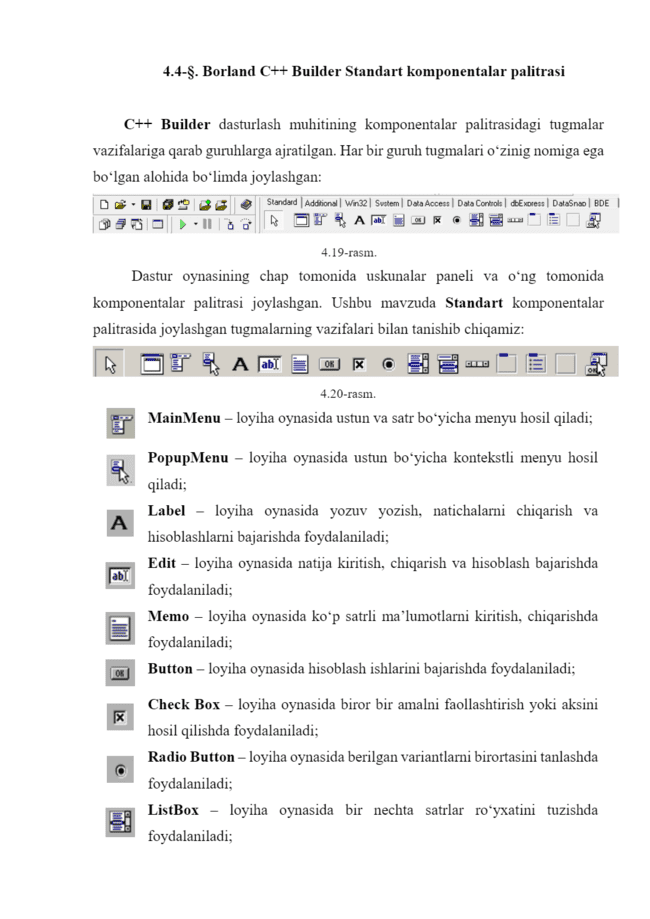 4.4-§. Borland C++ Builder Standart komponentalar palitrasi
C++ Builder dasturlash muhitining komponentalar palitrasidagi tugmalar
vazifalariga qarab guruhlarga ajratilgan. Har bir guruh tugmalari o‘zinig nomiga ega
bo‘lgan alohida bo‘limda joylashgan:
Standard | Additional | Win32 | System | Data Access | Data Controls | dbExpress | DataSnap | BDE
4.19-rasm.
Dastur oynasining chap tomonida uskunalar paneli va o‘ng tomonida
komponentalar palitrasi joylashgan. Ushbu mavzuda Standart komponentalar
palitrasida joylashgan tugmalarning vazifalari bilan tanishib chiqamiz:
A ab OK
4.20-rasm.
MainMenu – loyiha oynasida ustun va satr bo‘yicha menyu hosil qiladi;
PopupMenu – loyiha oynasida ustun bo‘yicha kontekstli menyu hosil
qiladi;
A Label – loyiha oynasida yozuv yozish, natichalarni chiqarish va
hisoblashlarni bajarishda foydalaniladi;
ab Edit – loyiha oynasida natija kiritish, chiqarish va hisoblash bajarishda
foydalaniladi;
Memo – loyiha oynasida ko‘p satrli ma’lumotlarni kiritish, chiqarishda
foydalaniladi;
OK Button – loyiha oynasida hisoblash ishlarini bajarishda foydalaniladi;
Check Box – loyiha oynasida biror bir amalni faollashtirish yoki aksini
hosil qilishda foydalaniladi;
Radio Button – loyiha oynasida berilgan variantlarni birortasini tanlashda
foydalaniladi;
ListBox – loyiha oynasida bir nechta satrlar ro‘yxatini tuzishda
foydalaniladi;